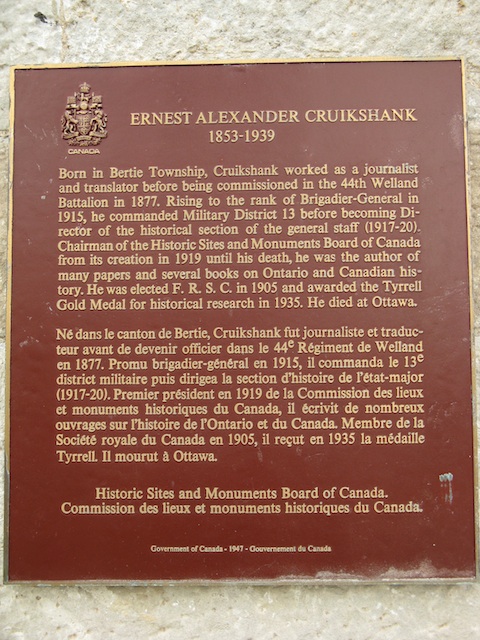 CANADA
ERNEST ALEXANDER CRUIKSHANK
1853-1939
Born in Bertie Township, Cruikshank worked as a journalist
and translator before being commissioned in the 44th Welland
Battalion in 1877. Rising to the rank of Brigadier-General in
1915, he commanded Military District 13 before becoming Di-
rector of the historical section of the general staff (1917-20).
Chairman of the Historic Sites and Monuments Board of Canada
from its creation in 1919 until his death, he was the author of
many papers and several books on Ontario and Canadian his-
tory. He was elected F. R. S. C. in 1905 and awarded the Tyrrell
Gold Medal for historical research in 1935. He died at Ottawa.
Né dans le canton de Bertie, Cruikshank fut journaliste et traduc-
teur avant de devenir officier dans le 44e Régiment de Welland
en 1877. Promu brigadier-général en 1915, il commanda le 13e
district militaire puis dirigea la section d'histoire de l'état-major
(1917-20). Premier président en 1919 de la Commission des lieux
et monuments historiques du Canada, il écrivit de nombreux
ouvrages sur l'histoire de l'Ontario et du Canada. Membre de la
Société royale du Canada en 1905, il reçut en 1935 la médaille
Tyrrell. Il mourut à Ottawa.
Historic Sites and Monuments Board of Canada.
Commission des lieux et monuments historiques du Canada.
Government of Canada - 1947 - Gouvernement du Canada